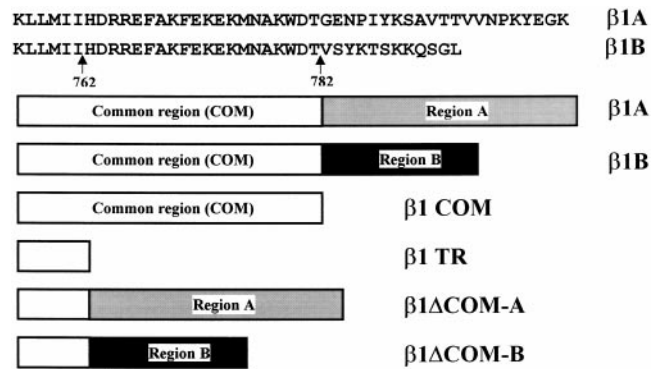 KLLMIIHDRREFAKFEKEKMNAKWDTGENPIYKSAVTTVVNPKYEGK β1A
KLLMIIHDRREFAKFEKEKMNAKWDTVSYKTSKKQSGL β1B
762 782
Common region (COM) Region A β1A
Common region (COM) Region B β1B
Common region (COM) β1 COM
β1 TR
Region A β1ΔCOM-A
Region B β1ΔCOM-B